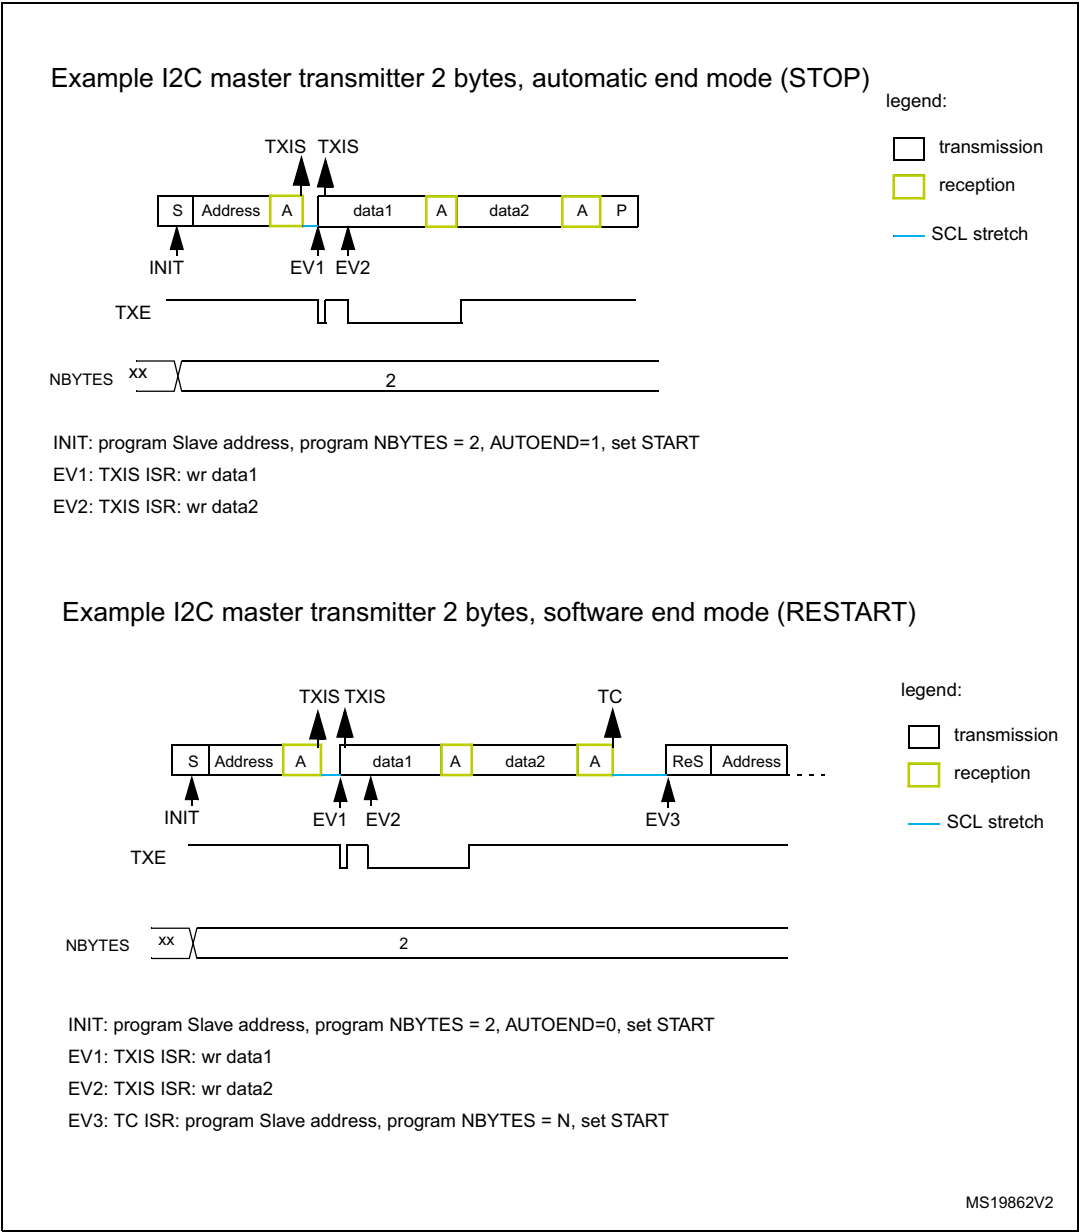 Example I2C master transmitter 2 bytes, automatic end mode (STOP)
legend:
transmission
reception
SCL stretch
TXIS TXIS
S Address A data1 A data2 A P
INIT EV1 EV2
TXE
NBYTES xx 2
INIT: program Slave address, program NBYTES = 2, AUTOEND=1, set START
EV1: TXIS ISR: wr data1
EV2: TXIS ISR: wr data2
Example I2C master transmitter 2 bytes, software end mode (RESTART)
legend:
transmission
reception
SCL stretch
TXIS TXIS TC
S Address A data1 A data2 A ReS Address
INIT EV1 EV2 EV3
TXE
NBYTES xx 2
INIT: program Slave address, program NBYTES = 2, AUTOEND=0, set START
EV1: TXIS ISR: wr data1
EV2: TXIS ISR: wr data2
EV3: TC ISR: program Slave address, program NBYTES = N, set START
MS19862V2